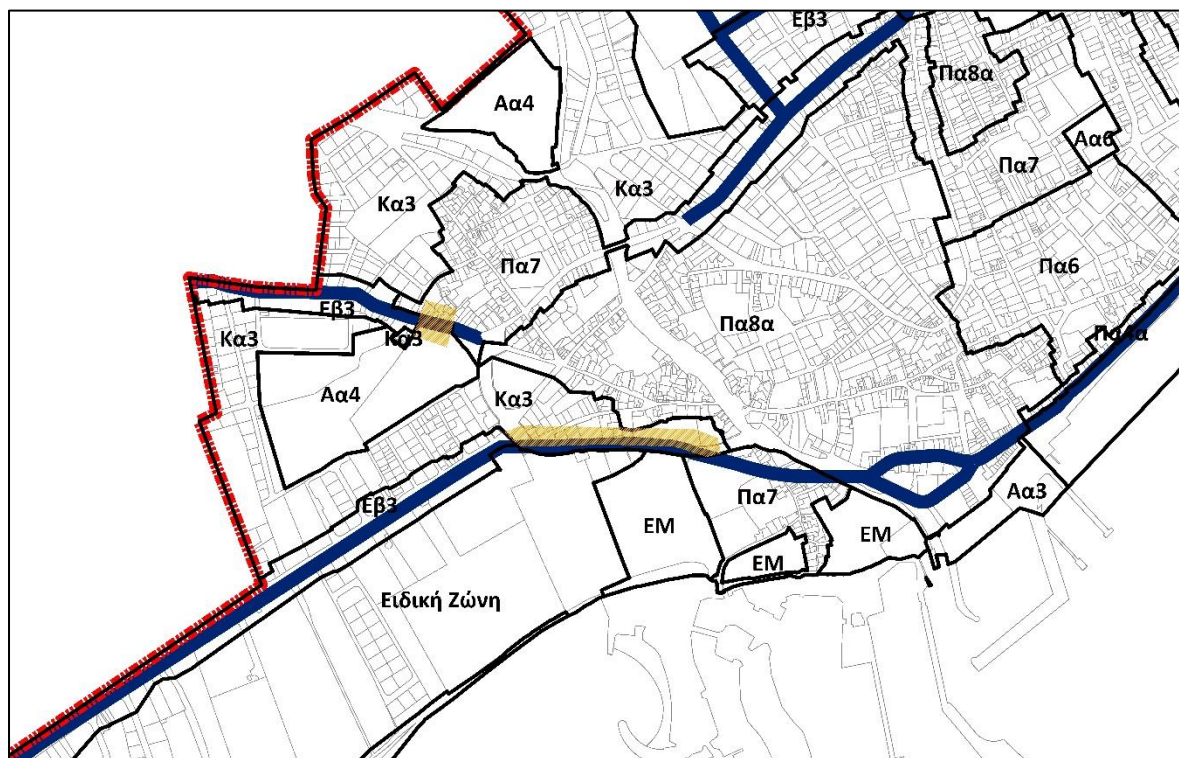 Εβ3
Πα8α
Αα4
Αα6
Πα7
Κα3
Κα3
Πα7
Πα6
Εβ3
Πα8α
Πα4α
Κα3
Κα3
Αα4
Κα3
Εβ3
Πα7
Αα3
ΕΜ
ΕΜ
ΕΜ
Ειδική Ζώνη